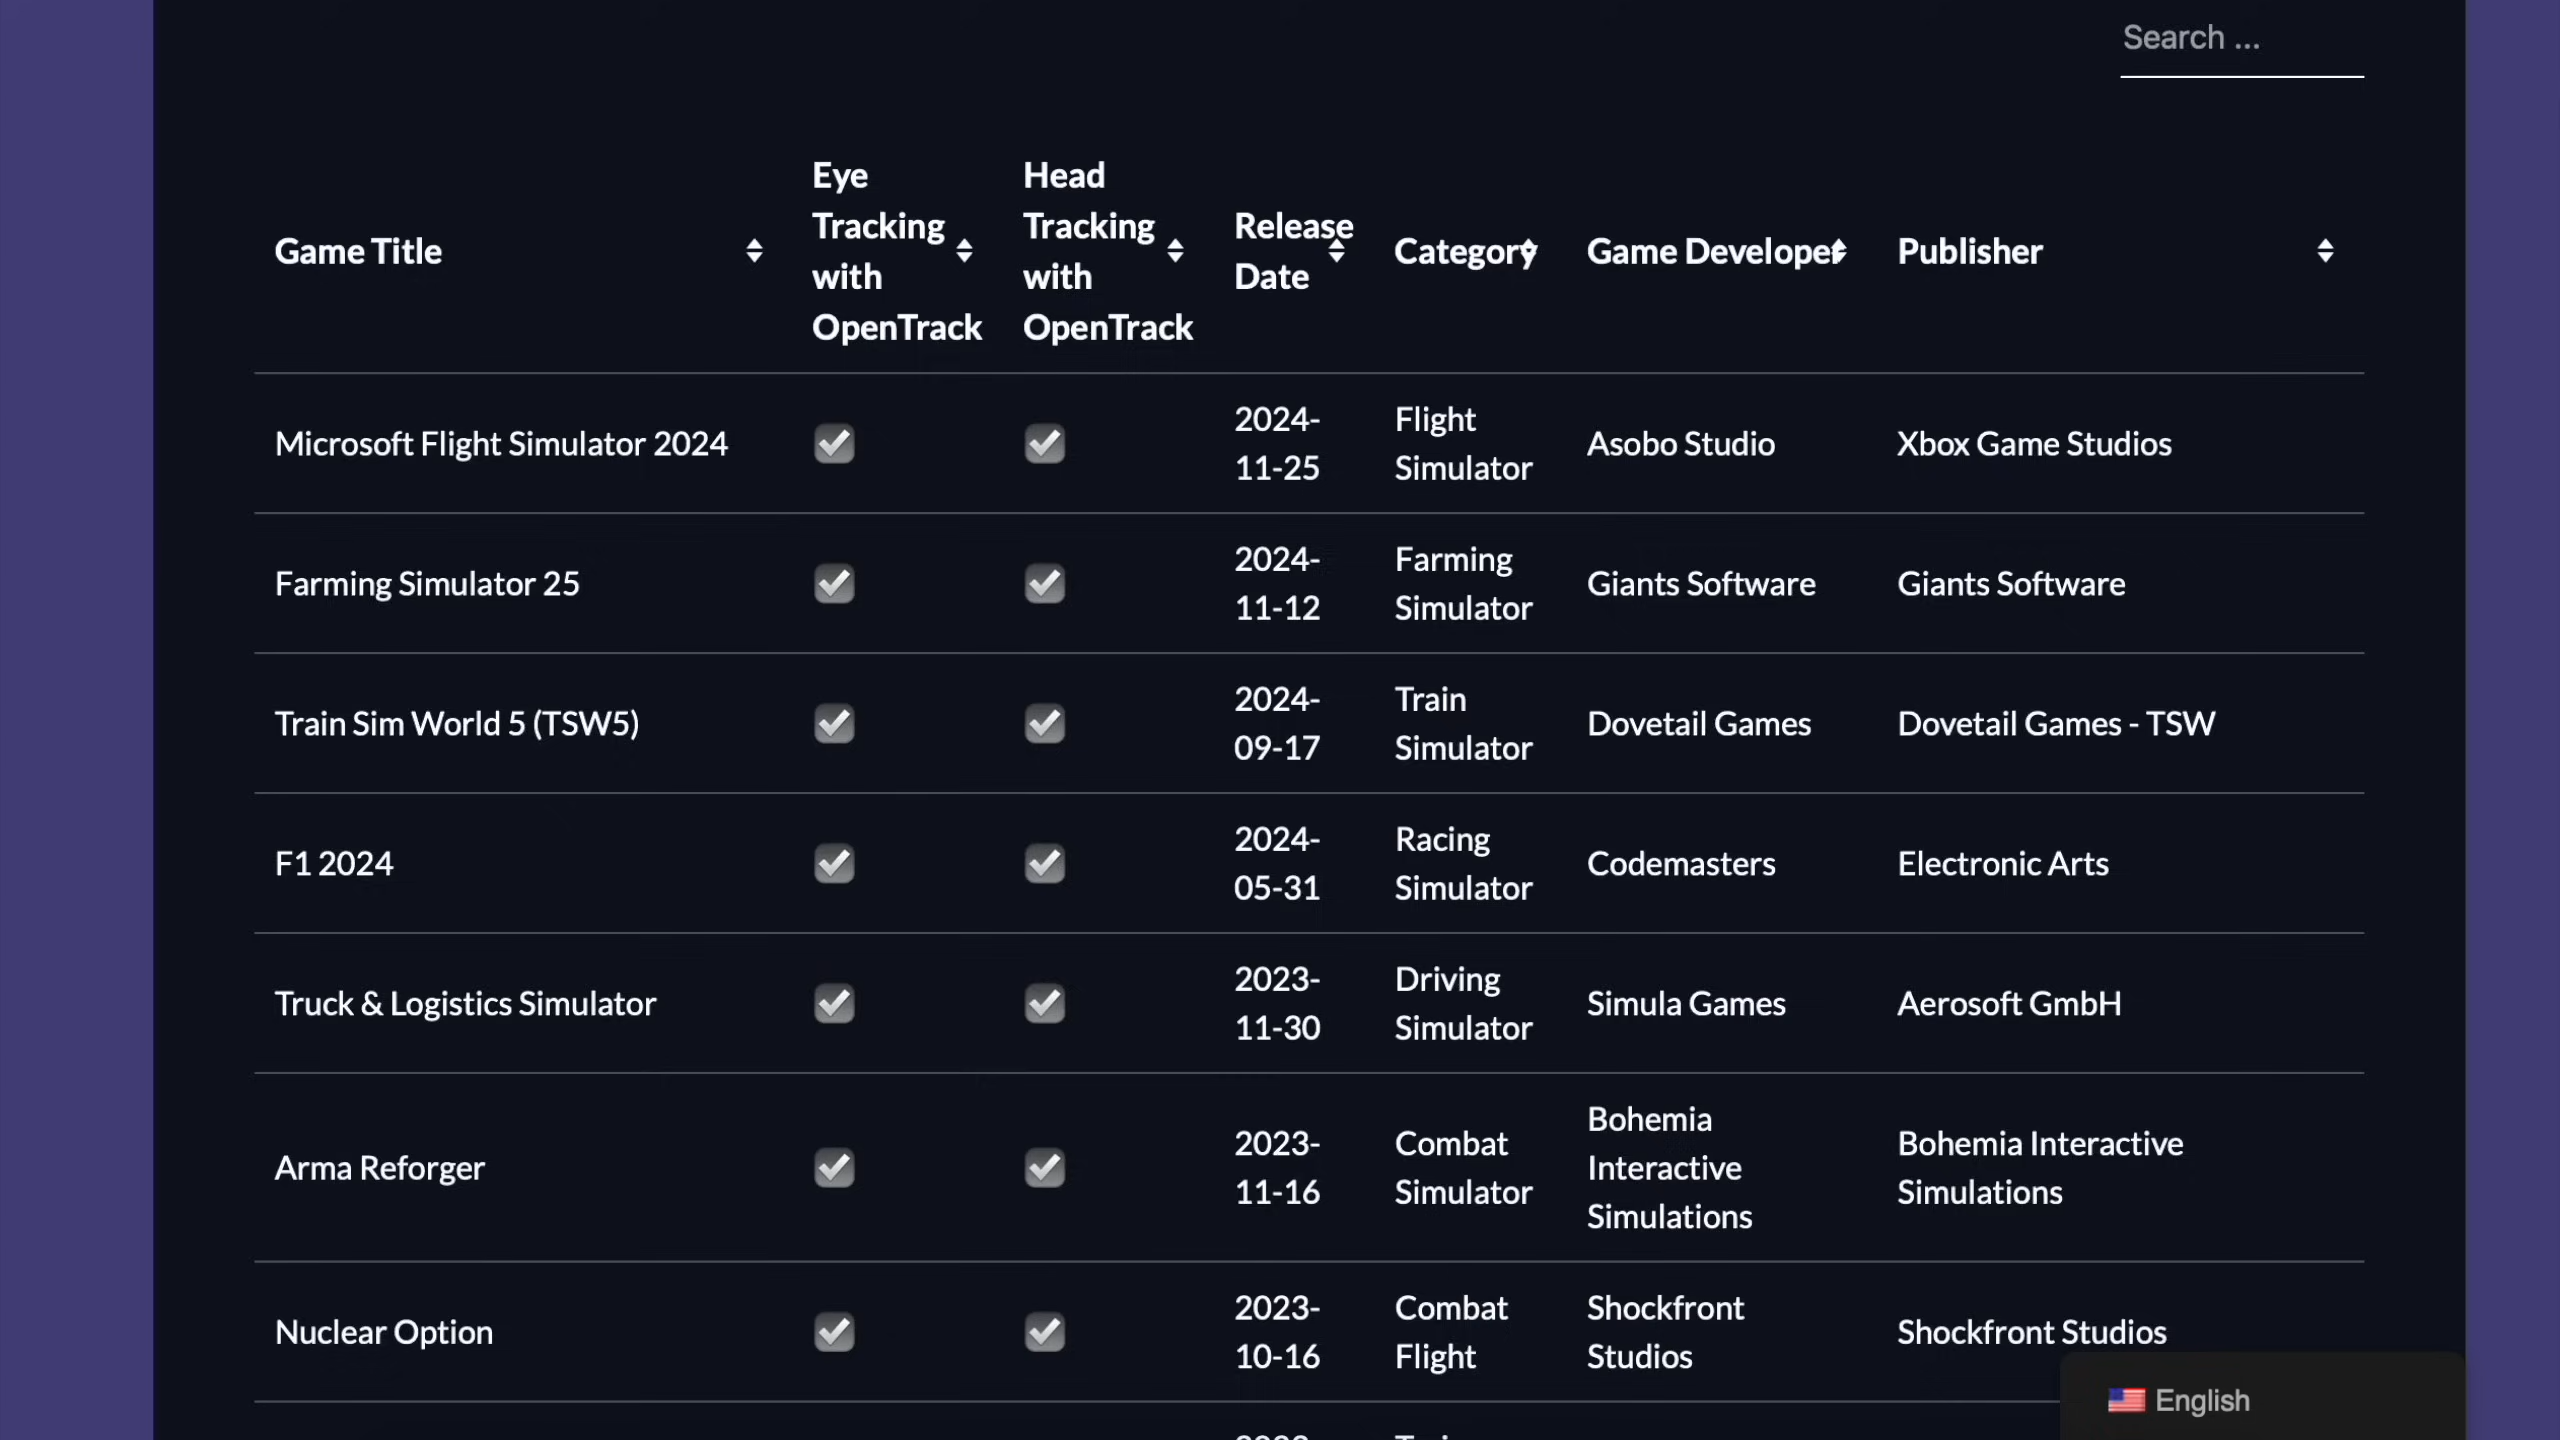 Search ...
Game Title
Eye
Tracking
with
OpenTrack
Head
Tracking
with
OpenTrack
Release
Date
Category
Game Developer
Publisher
Microsoft Flight Simulator 2024
2024-
11-25
Flight
Simulator
Asobo Studio
Xbox Game Studios
Farming Simulator 25
2024-
11-12
Farming
Simulator
Giants Software
Giants Software
Train Sim World 5 (TSW5)
2024-
09-17
Train
Simulator
Dovetail Games
Dovetail Games - TSW
F1 2024
2024-
05-31
Racing
Simulator
Codemasters
Electronic Arts
Truck & Logistics Simulator
2023-
11-30
Driving
Simulator
Simula Games
Aerosoft GmbH
Arma Reforger
2023-
11-16
Combat
Simulator
Bohemia
Interactive
Simulations
Bohemia Interactive
Simulations
Nuclear Option
2023-
10-16
Combat
Flight
Shockfront
Studios
Shockfront Studios
English